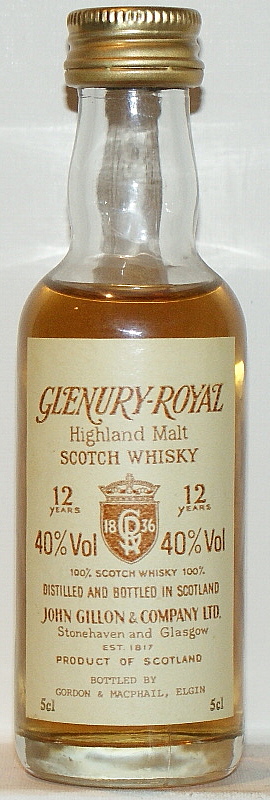 GLENURY-ROYAL
Highland Malt
SCOTCH WHISKY
12 YEARS 12 YEARS
18 36
40%Vol 40%Vol
100% SCOTCH WHISKY 100%
DISTILLED AND BOTTLED IN SCOTLAND
JOHN GILLON & COMPANY LTD.
Stonehaven and Glasgow
EST. 1817
PRODUCT OF SCOTLAND
BOTTLED BY
GORDON & MACPHAIL, ELGIN
5cl 5cl